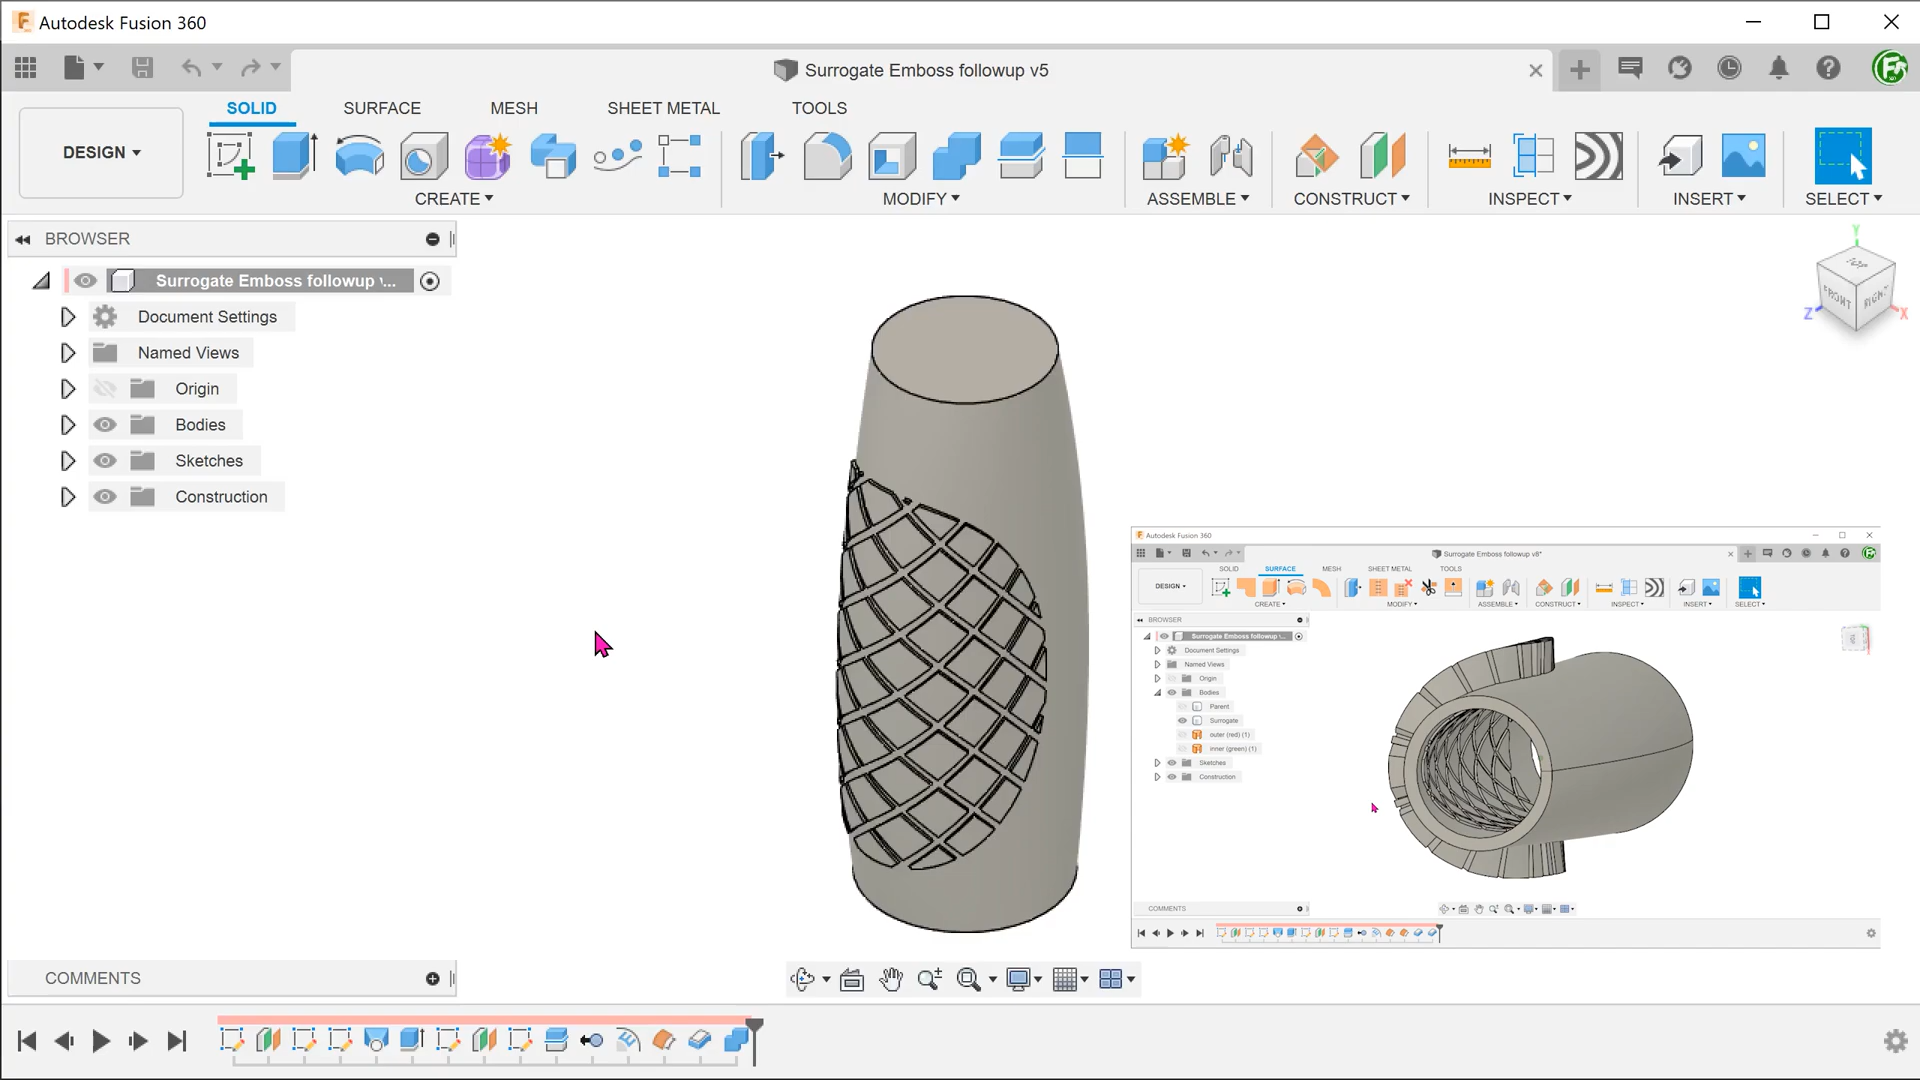 Autodesk Fusion 360
Surrogate Emboss followup v5
SOLID
SURFACE
MESH
SHEET METAL
TOOLS
DESIGN
CREATE
MODIFY
ASSEMBLE
CONSTRUCT
INSPECT
INSERT
SELECT
BROWSER
Surrogate Emboss followup \...
Document Settings
Named Views
Origin
Bodies
Sketches
Construction
TOP
FRONT
RIGHT
Y
Z
X
Autodesk Fusion 360
Surrogate Emboss followup v8*
SOLID
SURFACE
MESH
SHEET METAL
TOOLS
DESIGN
CREATE
MODIFY
ASSEMBLE
CONSTRUCT
INSPECT
INSERT
SELECT
BROWSER
Surrogate Emboss followup \...
Document Settings
Named Views
Origin
Bodies
Parent
Surrogate
outer (red) (1)
inner (green) (1)
Sketches
Construction
COMMENTS
COMMENTS